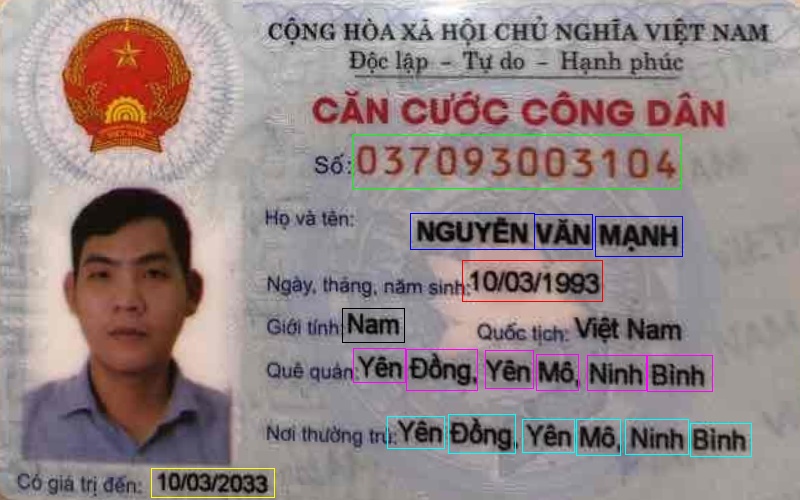 CỘNG HÒA XÃ HỘI CHỦ NGHĨA VIỆT NAM
Độc lập - Tự do - Hạnh phúc
CĂN CƯỚC CÔNG DÂN
Số: 037093003104
Họ và tên: NGUYỄN VĂN MẠNH
Ngày, tháng, năm sinh: 10/03/1993
Giới tính: Nam Quốc tịch: Việt Nam
Quê quán: Yên Đồng, Yên Mô, Ninh Bình
Nơi thường trú: Yên Đồng, Yên Mô, Ninh Bình
Có giá trị đến: 10/03/2033